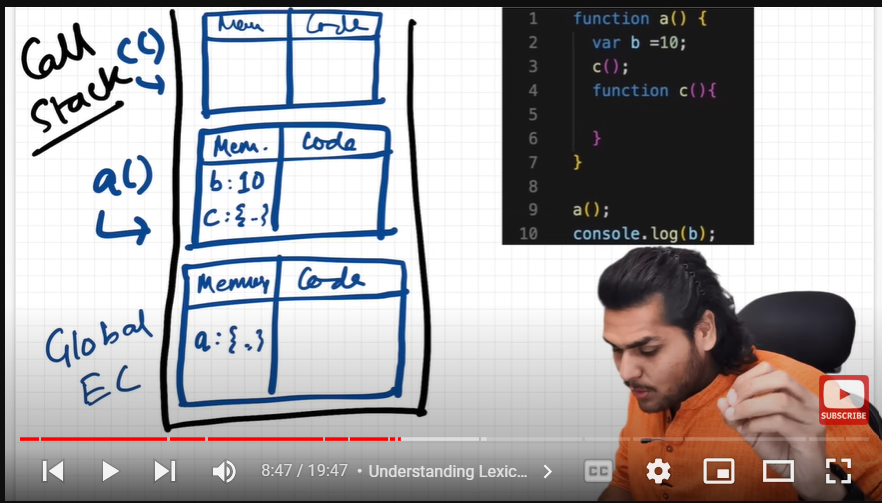 Call
Stack
c()
Mem
Code
a()
Mem.
Code
b:10
c:{-}
Global
EC
Memory
Code
a:{.,}
1 function a() {
2 var b =10;
3 c();
4 function c(){
5
6 }
7 }
8
9 a();
10 console.log(b);
SUBSCRIBE
8:47 / 19:47 • Understanding Lexic... >
CC